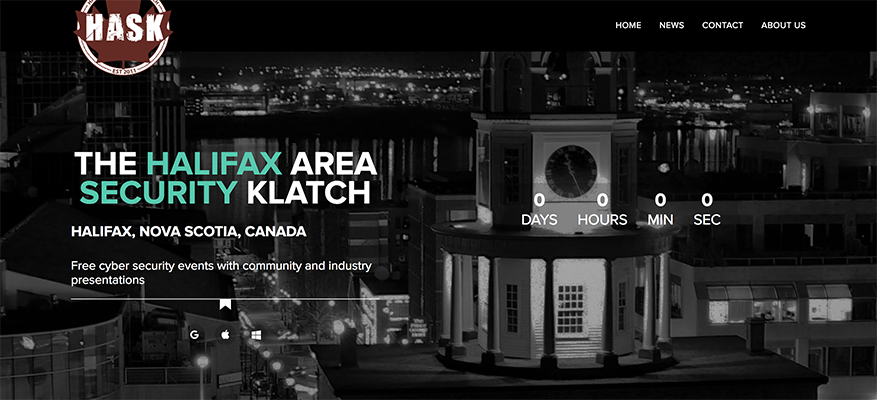 HASK
EST 2011
HOME NEWS CONTACT ABOUT US
THE HALIFAX AREA
SECURITY KLATCH
HALIFAX, NOVA SCOTIA, CANADA
Free cyber security events with community and industry
presentations
0 0 0 0
DAYS HOURS MIN SEC